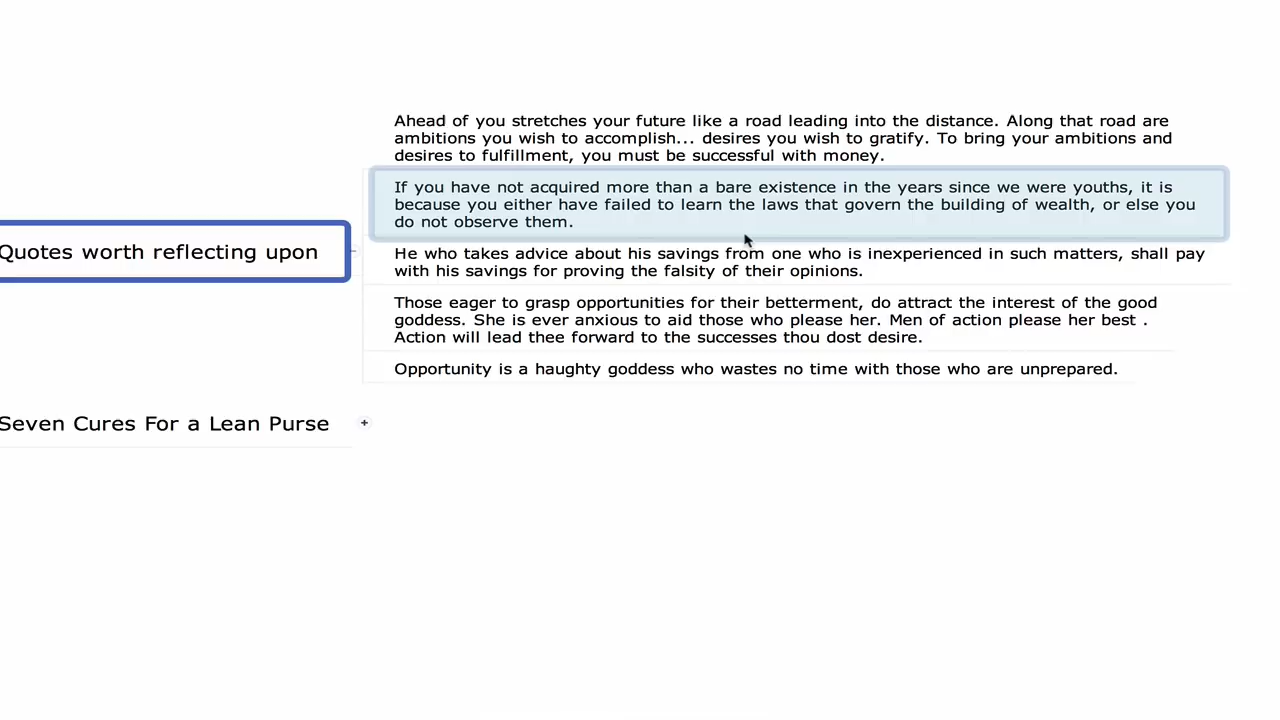 Ahead of you stretches your future like a road leading into the distance. Along that road are
ambitions you wish to accomplish... desires you wish to gratify. To bring your ambitions and
desires to fulfillment, you must be successful with money.
If you have not acquired more than a bare existence in the years since we were youths, it is
because you either have failed to learn the laws that govern the building of wealth, or else you
do not observe them.
Quotes worth reflecting upon
He who takes advice about his savings from one who is inexperienced in such matters, shall pay
with his savings for proving the falsity of their opinions.
Those eager to grasp opportunities for their betterment, do attract the interest of the good
goddess. She is ever anxious to aid those who please her. Men of action please her best .
Action will lead thee forward to the successes thou dost desire.
Opportunity is a haughty goddess who wastes no time with those who are unprepared.
Seven Cures For a Lean Purse